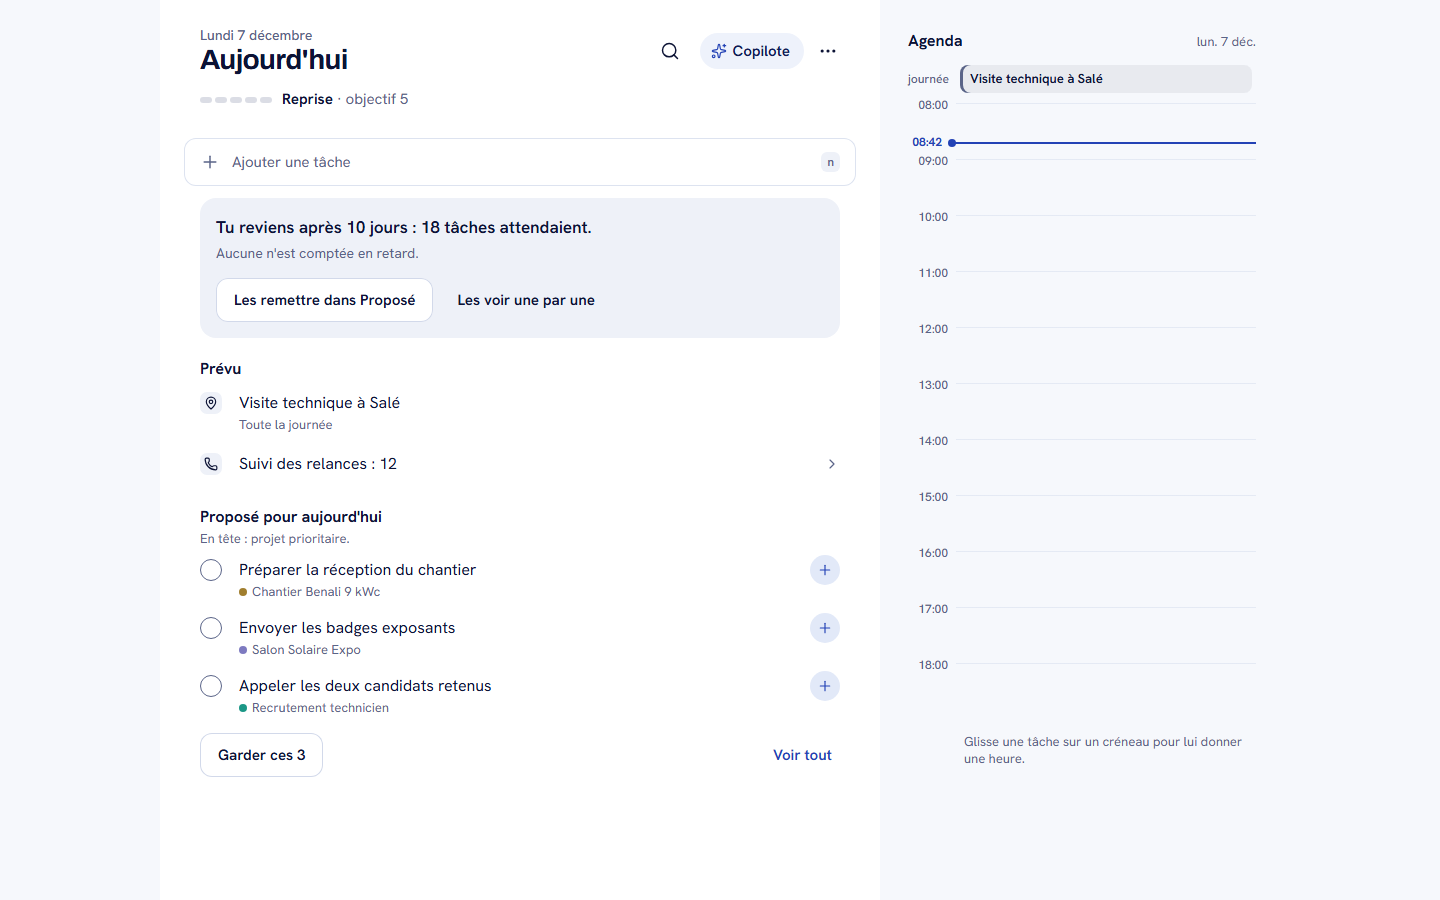 Lundi 7 décembre
Aujourd'hui
Copilote
Reprise · objectif 5
Ajouter une tâche
n
Tu reviens après 10 jours : 18 tâches attendaient.
Aucune n'est comptée en retard.
Les remettre dans Proposé
Les voir une par une
Prévu
Visite technique à Salé
Toute la journée
Suivi des relances : 12
Proposé pour aujourd'hui
En tête : projet prioritaire.
Préparer la réception du chantier
Chantier Benali 9 kWc
Envoyer les badges exposants
Salon Solaire Expo
Appeler les deux candidats retenus
Recrutement technicien
Garder ces 3
Voir tout
Agenda
lun. 7 déc.
journée
Visite technique à Salé
08:00
08:42
09:00
10:00
11:00
12:00
13:00
14:00
15:00
16:00
17:00
18:00
Glisse une tâche sur un créneau pour lui donner
une heure.